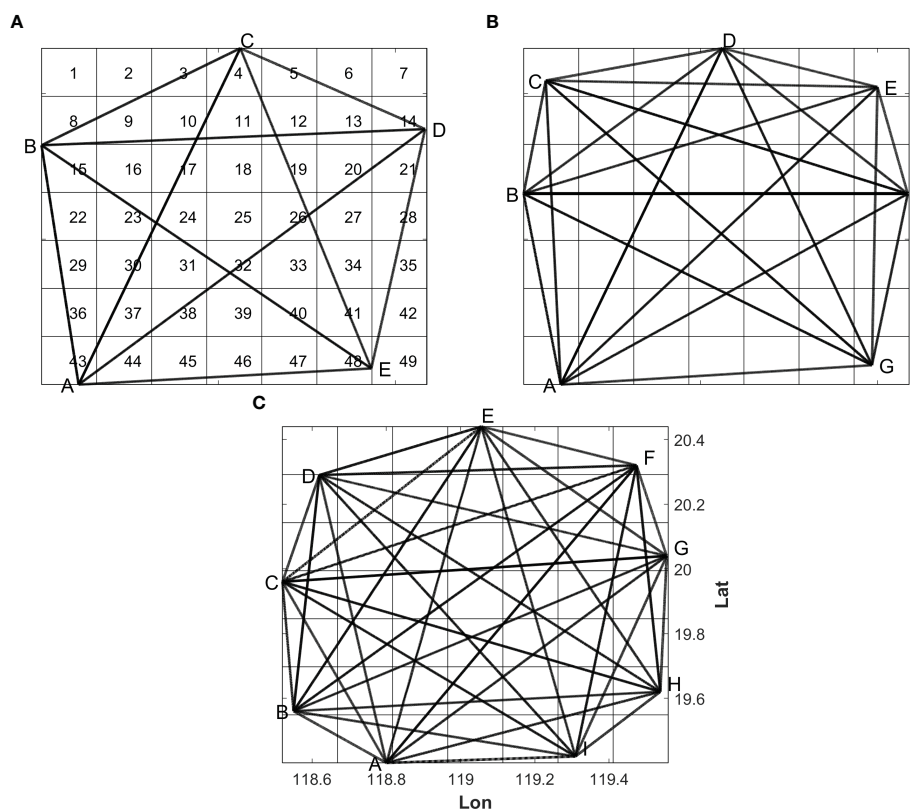 A
B
C
D
1 2 3 4 5 6 7
C
E
8 9 10 11 12 13 14
D
B
15 16 17 18 19 20 21
B
22 23 24 25 26 27 28
29 30 31 32 33 34 35
36 37 38 39 40 41 42
43 44 45 46 47 48 49
E
G
A
A
C
E
20.4
F
D
20.2
G
20
C
Lat
19.8
H
19.6
B
I
A
118.6 118.8 119 119.2 119.4
Lon